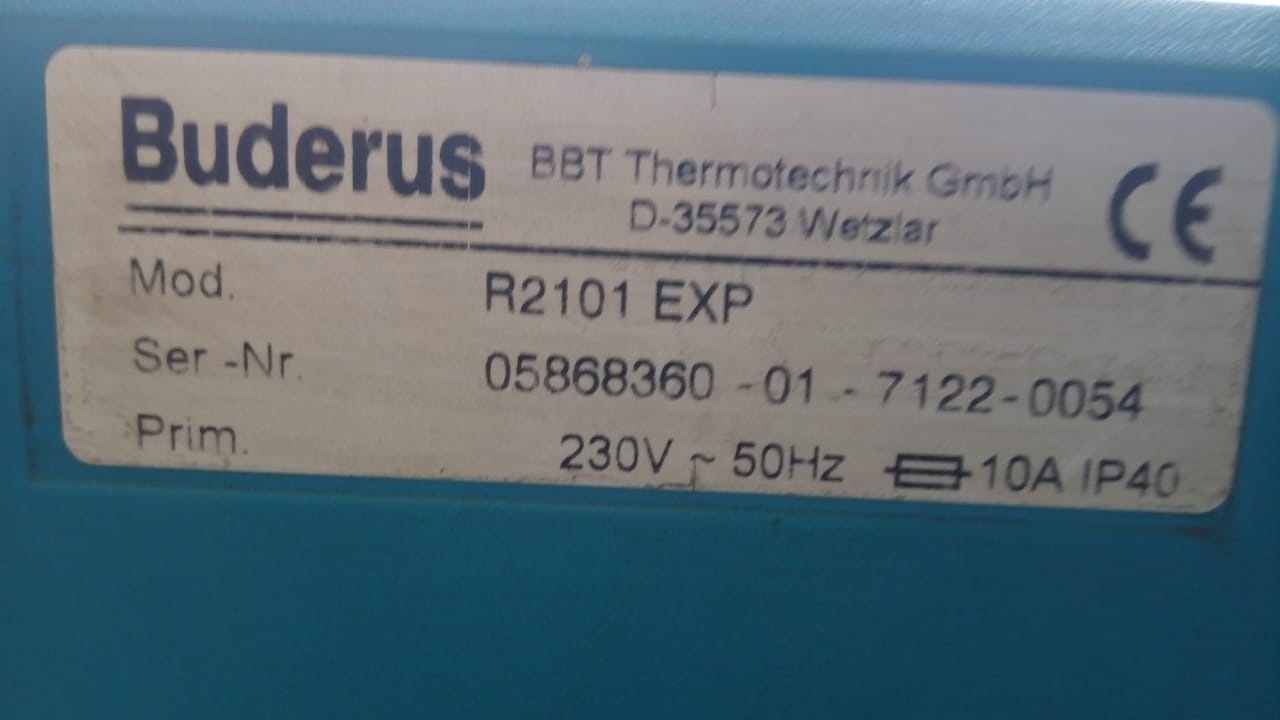 Buderus BBT Thermotechnik GmbH CE
D-35573 Wetzlar
Mod. R2101 EXP
Ser -Nr. 05868360 -01 - 7122-0054
Prim. 230V ~ 50Hz 10A IP40